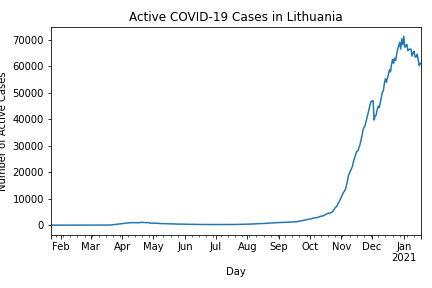 Active COVID-19 Cases in Lithuania
Number of Active Cases
70000
60000
50000
40000
30000
20000
10000
0
Feb Mar Apr May Jun Jul Aug Sep Oct Nov Dec Jan
2021
Day